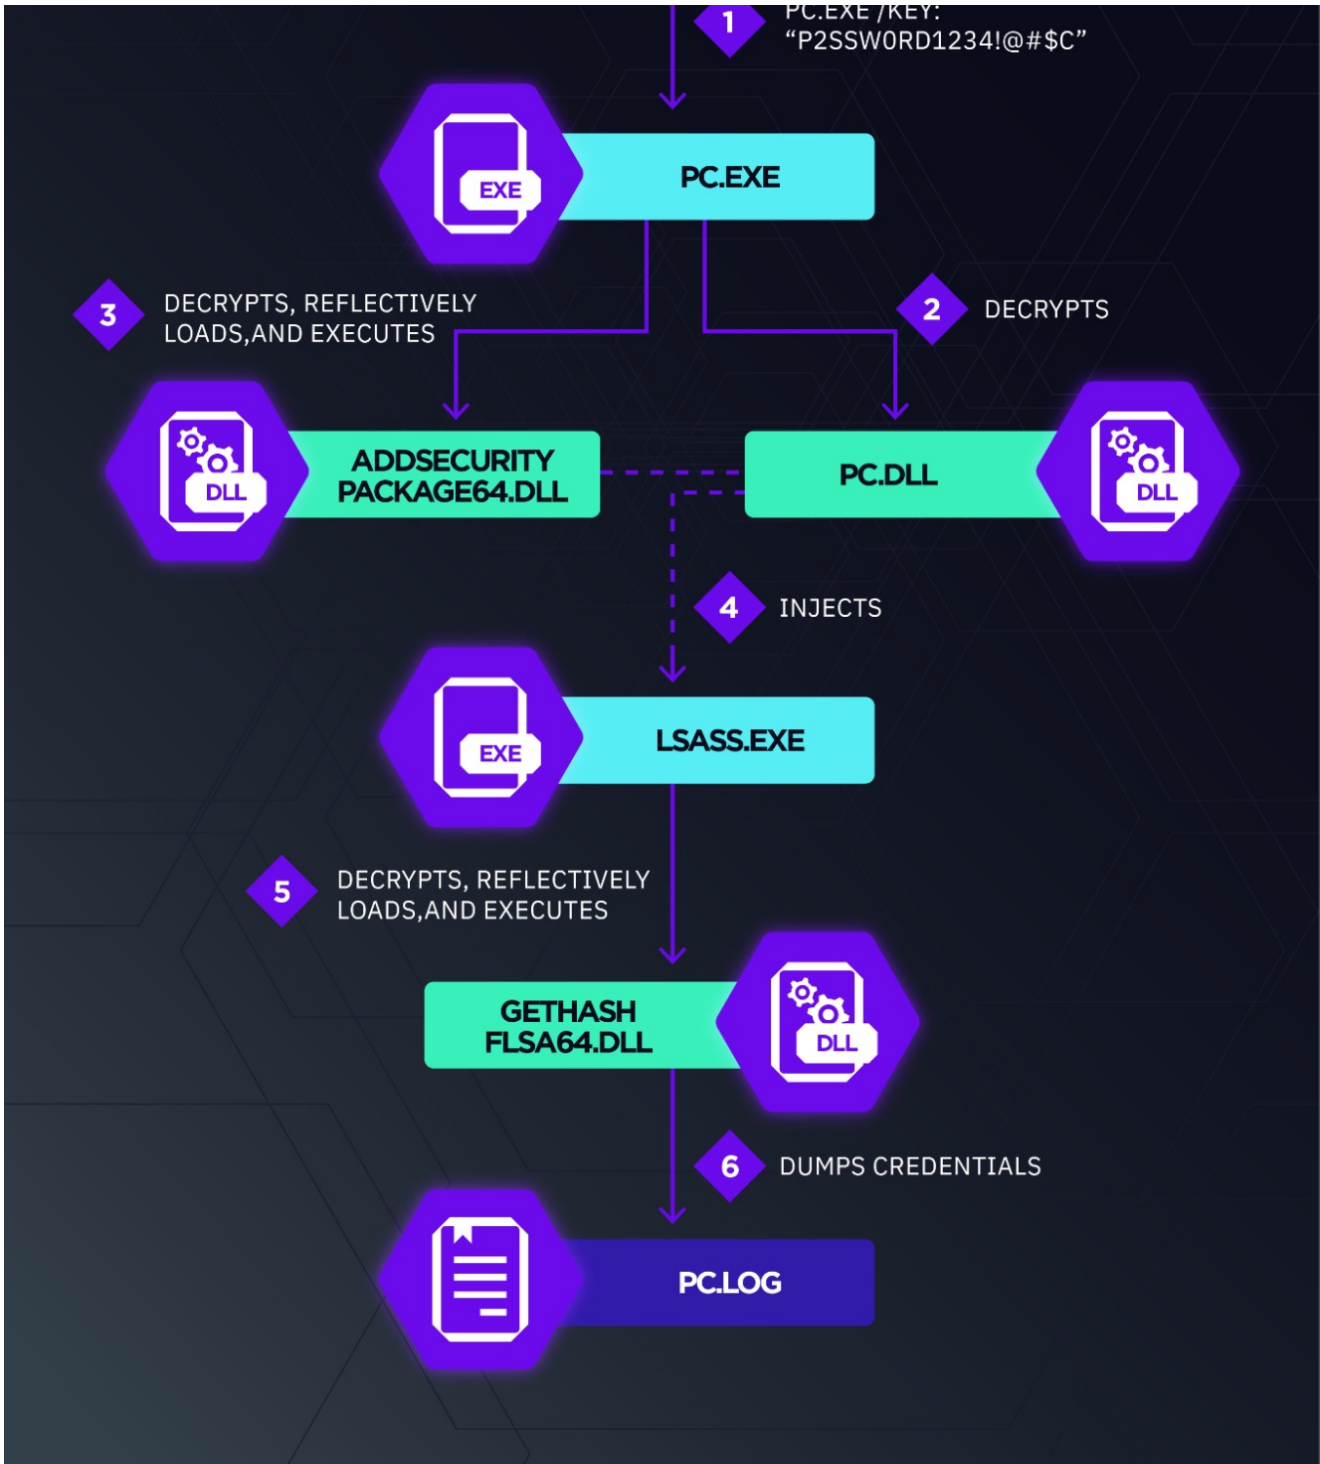 1
PC.EXE /KEY:
“P2SSW0RD1234!@#$C”
EXE
PC.EXE
3
DECRYPTS, REFLECTIVELY
LOADS,AND EXECUTES
2
DECRYPTS
DLL
ADDSECURITY
PACKAGE64.DLL
PC.DLL
DLL
4
INJECTS
EXE
LSASS.EXE
5
DECRYPTS, REFLECTIVELY
LOADS,AND EXECUTES
GETHASH
FLSA64.DLL
DLL
6
DUMPS CREDENTIALS
PC.LOG